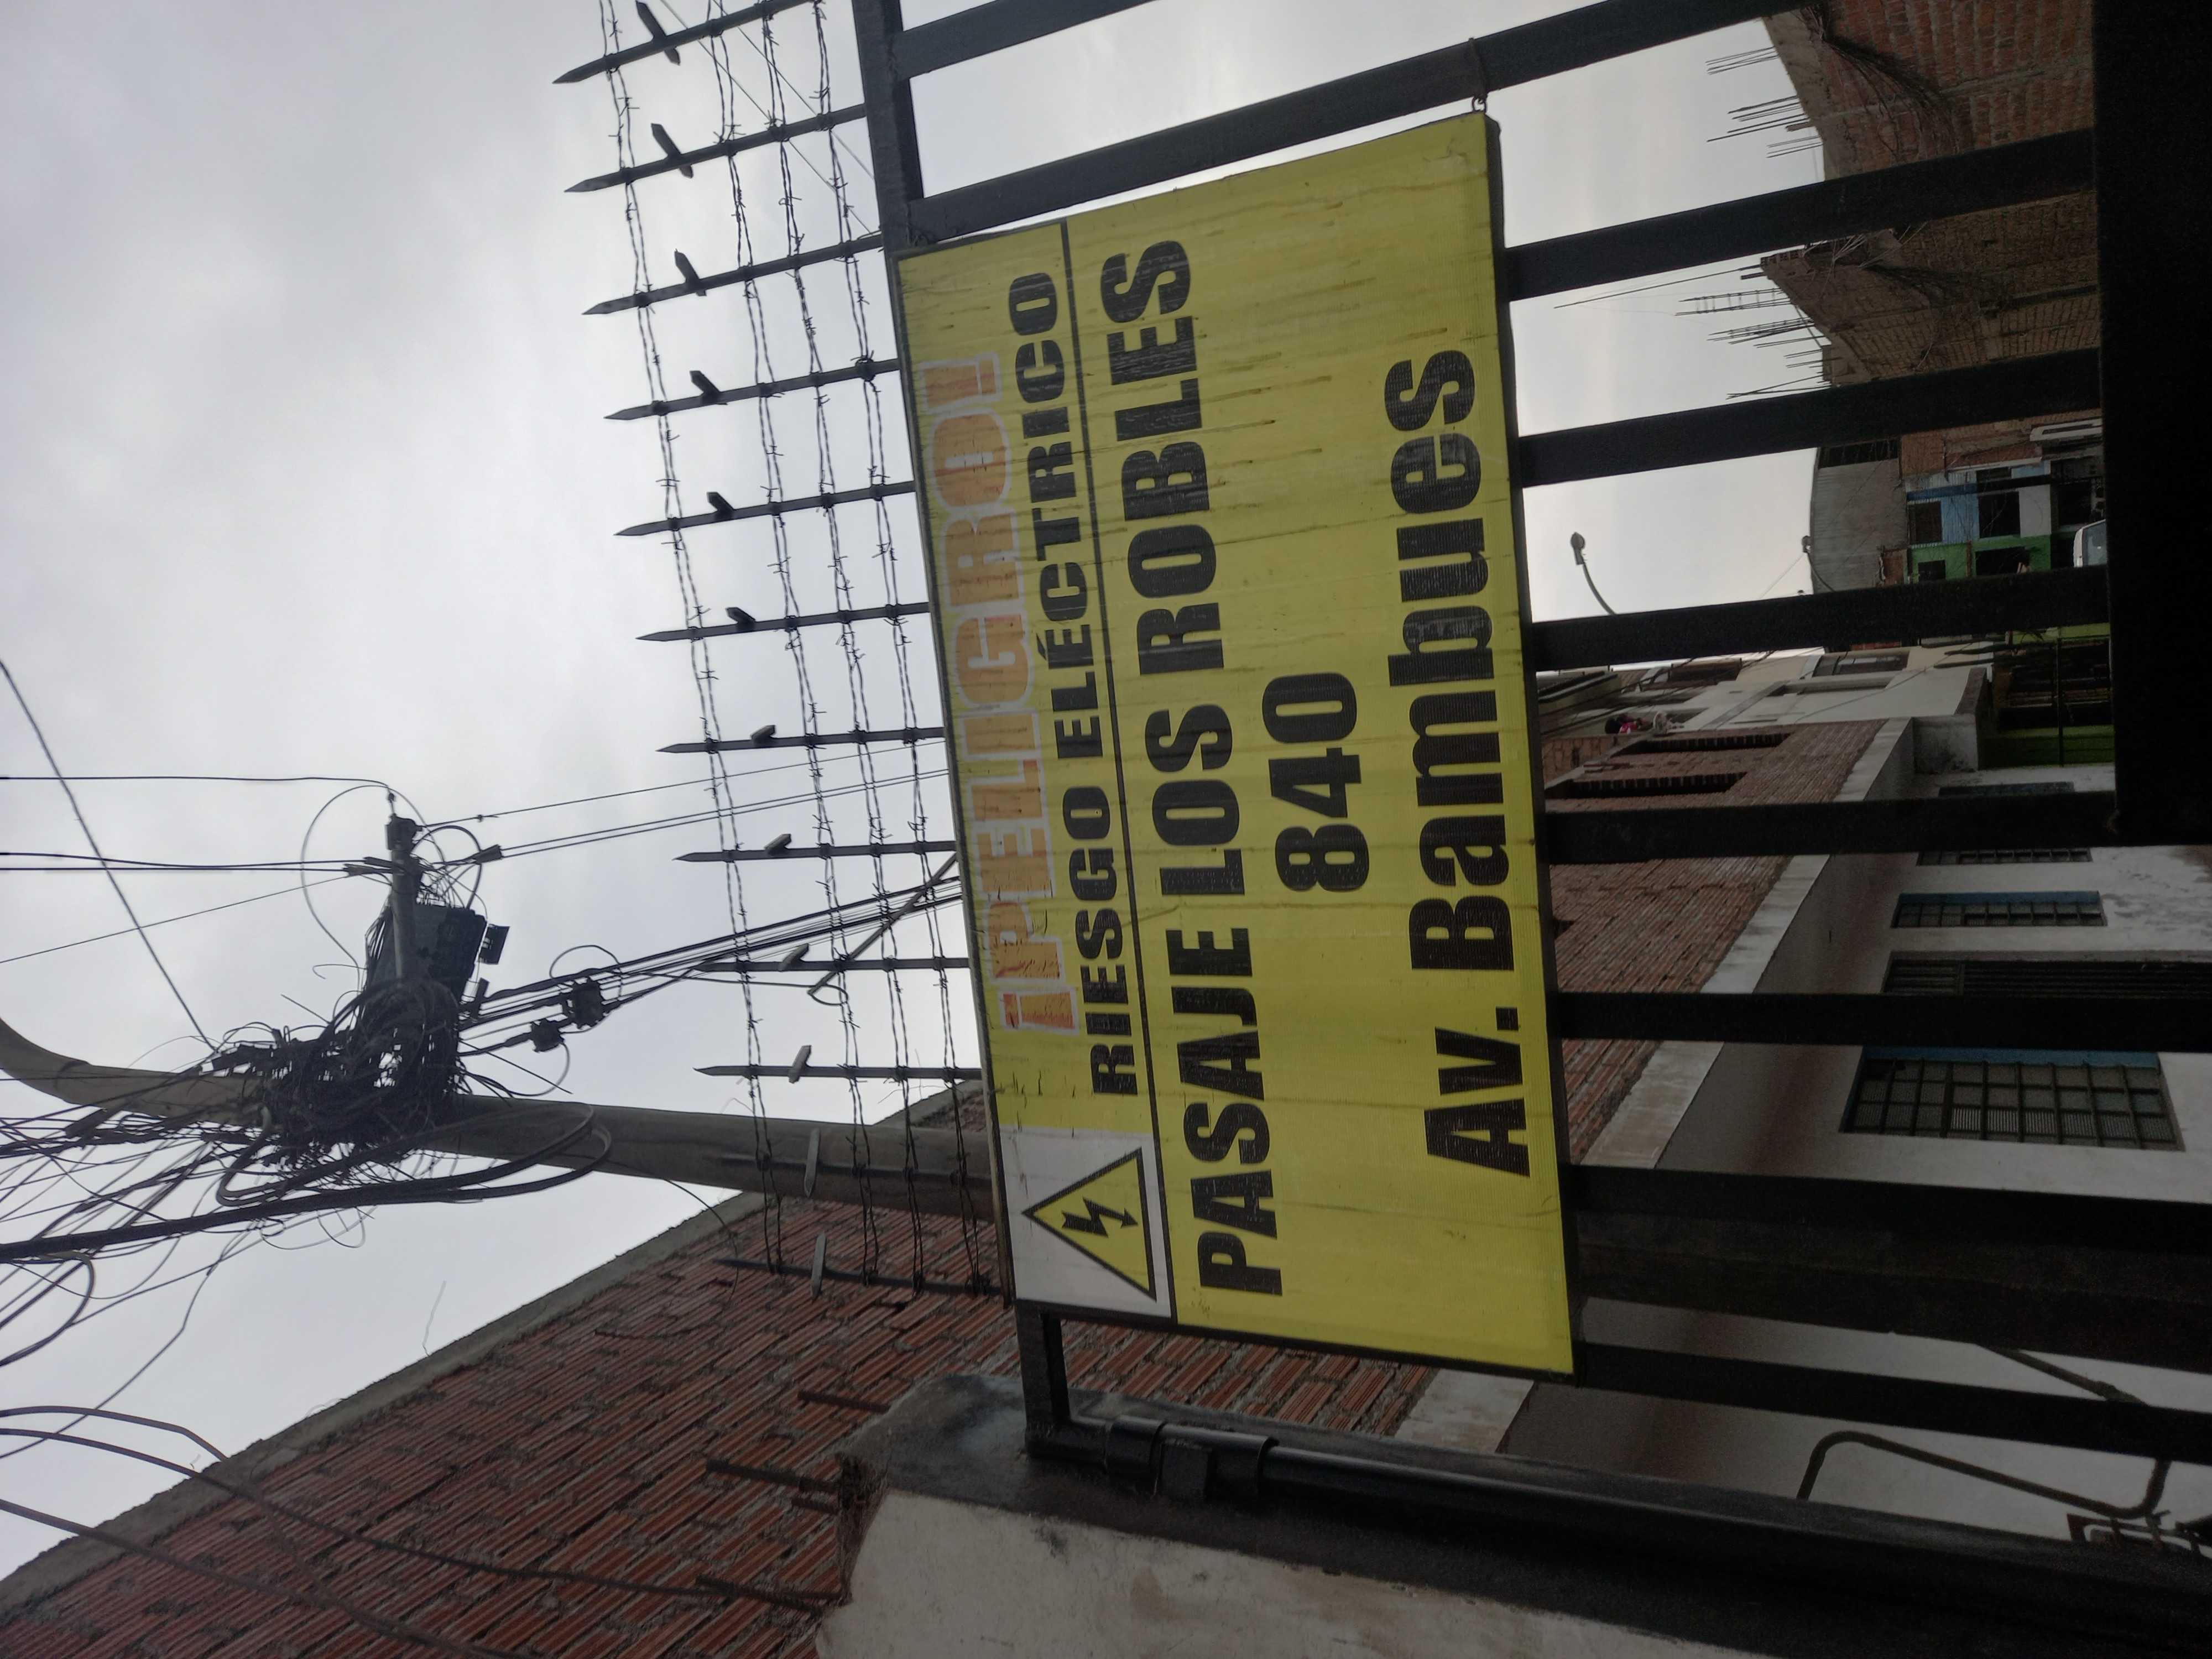 ¡PELIGRO!
RIESGO ELÉCTRICO
PASAJE LOS ROBLES
840
Av. Bambues